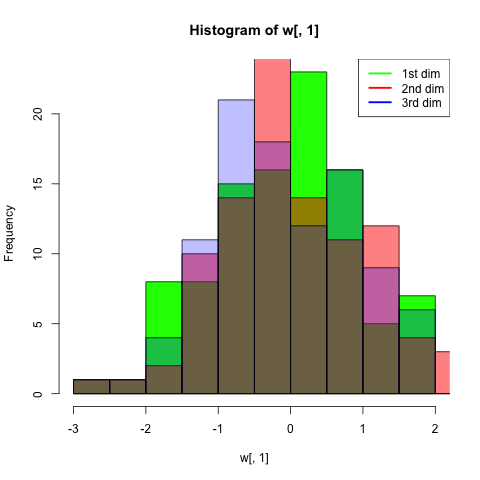 Histogram of w[, 1]
1st dim
2nd dim
3rd dim
Frequency
20
15
10
5
0
-3 -2 -1 0 1 2
w[, 1]